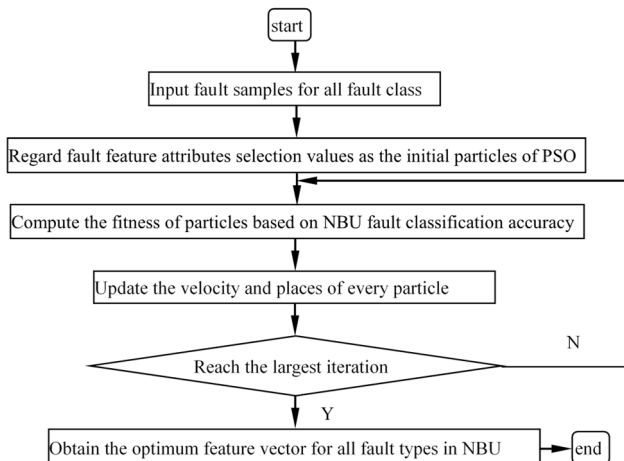 start
Input fault samples for all fault class
Regard fault feature attributes selection values as the initial particles of PSO
Compute the fitness of particles based on NBU fault classification accuracy
Update the velocity and places of every particle
Reach the largest iteration
N
Y
Obtain the optimum feature vector for all fault types in NBU
end